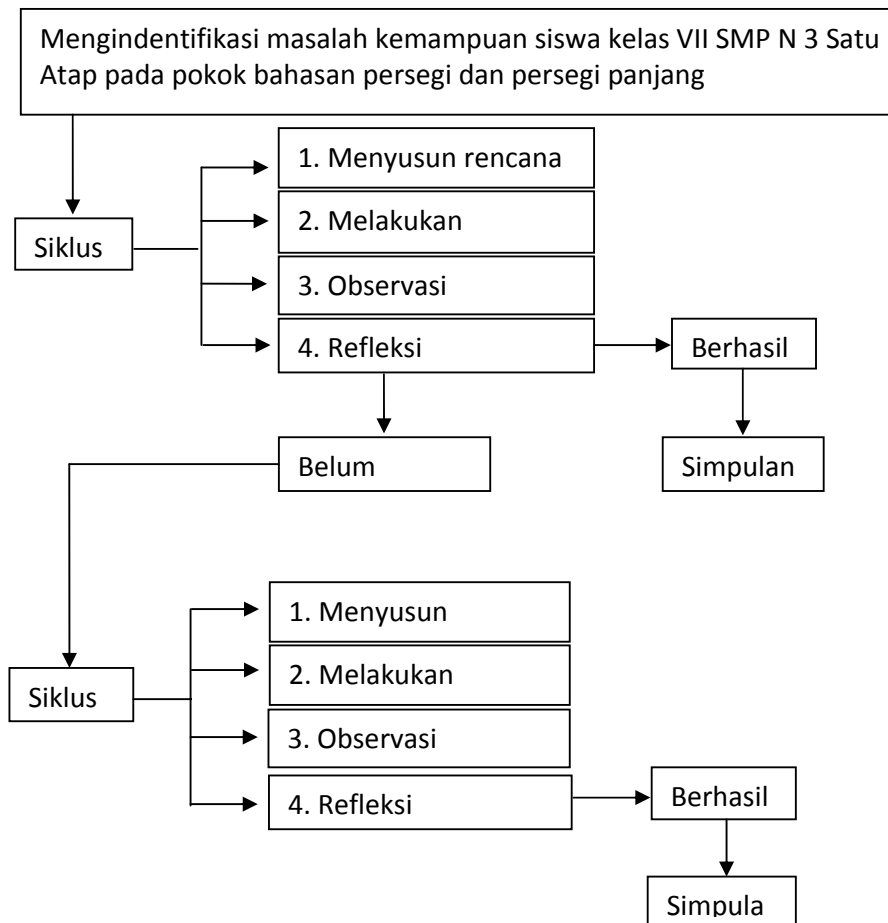 Mengindentifikasi masalah kemampuan siswa kelas VII SMP N 3 Satu
Atap pada pokok bahasan persegi dan persegi panjang
1. Menyusun rencana
2. Melakukan
Siklus
3. Observasi
4. Refleksi
Berhasil
Belum
Simpulan
1. Menyusun
2. Melakukan
Siklus
3. Observasi
4. Refleksi
Berhasil
Simpula